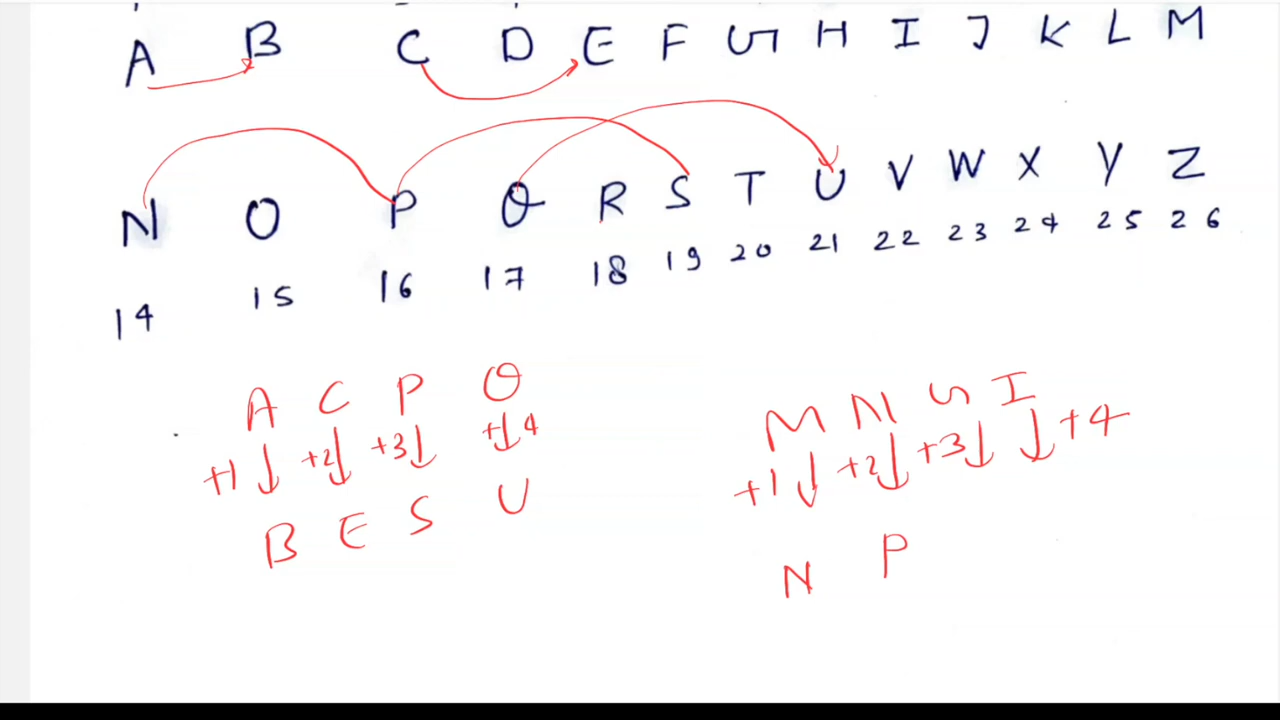 A B C D E F G H I J K L M
N O P Q R S T U V W X Y Z
14 15 16 17 18 19 20 21 22 23 24 25 26
A C P Q
+1 +2 +3 +4
B E S U
M N G I
+1 +2 +3 +4
N P